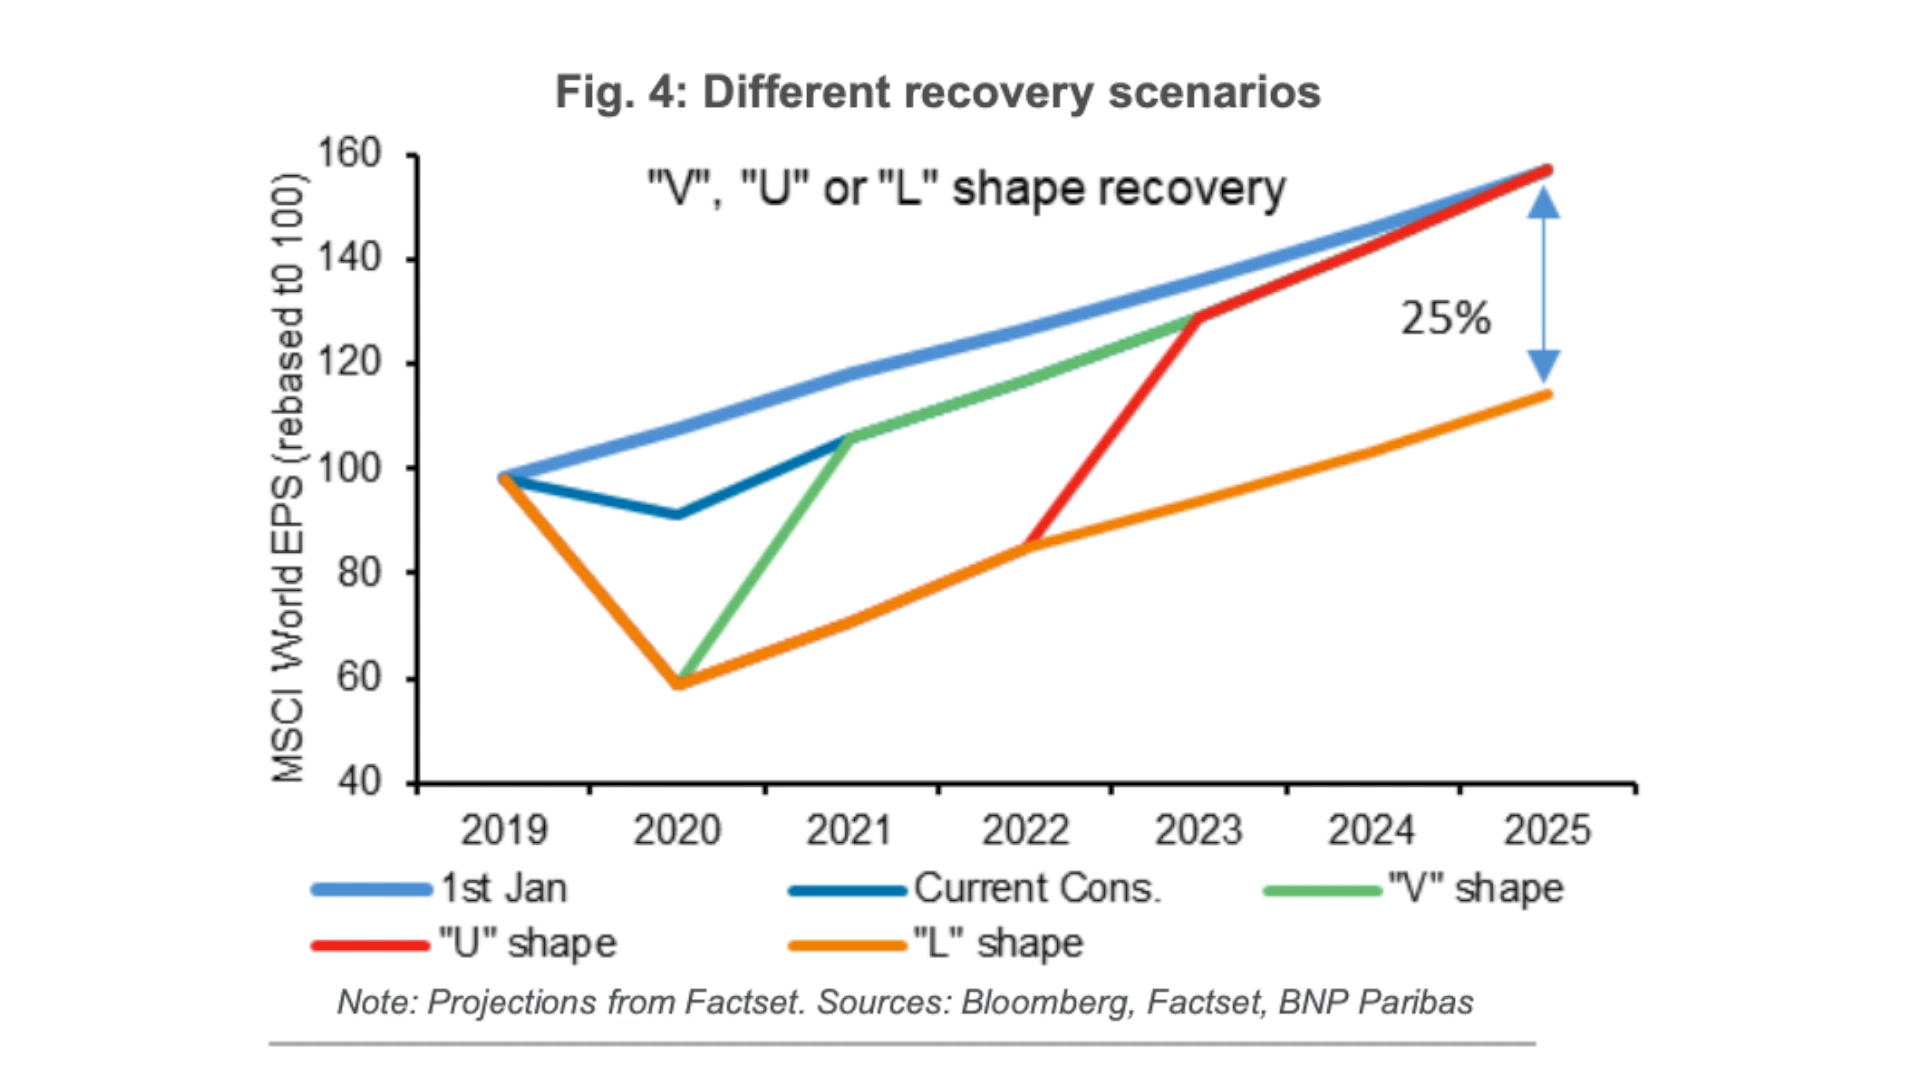 Fig. 4: Different recovery scenarios
"V", "U" or "L" shape recovery
MSCI World EPS (rebased t0 100)
160
140
120
100
80
60
40
25%
2019 2020 2021 2022 2023 2024 2025
1st Jan Current Cons. "V" shape
"U" shape "L" shape
Note: Projections from Factset. Sources: Bloomberg, Factset, BNP Paribas